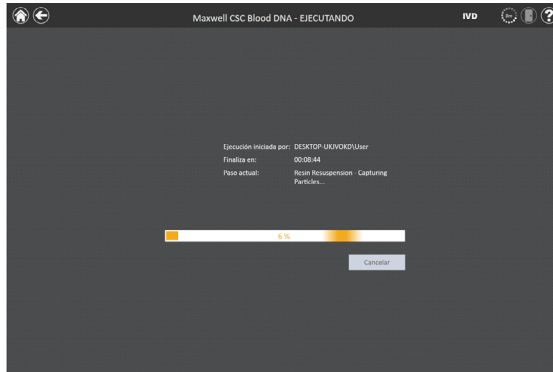 Maxwell CSC Blood DNA - EJECUTANDO
IVD
?
Ejecución iniciada por: DESKTOP-UKJVOKD\User
Finaliza en: 00:08:44
Paso actual: Resin Resuspension - Capturing
Particles...
6 %
Cancelar